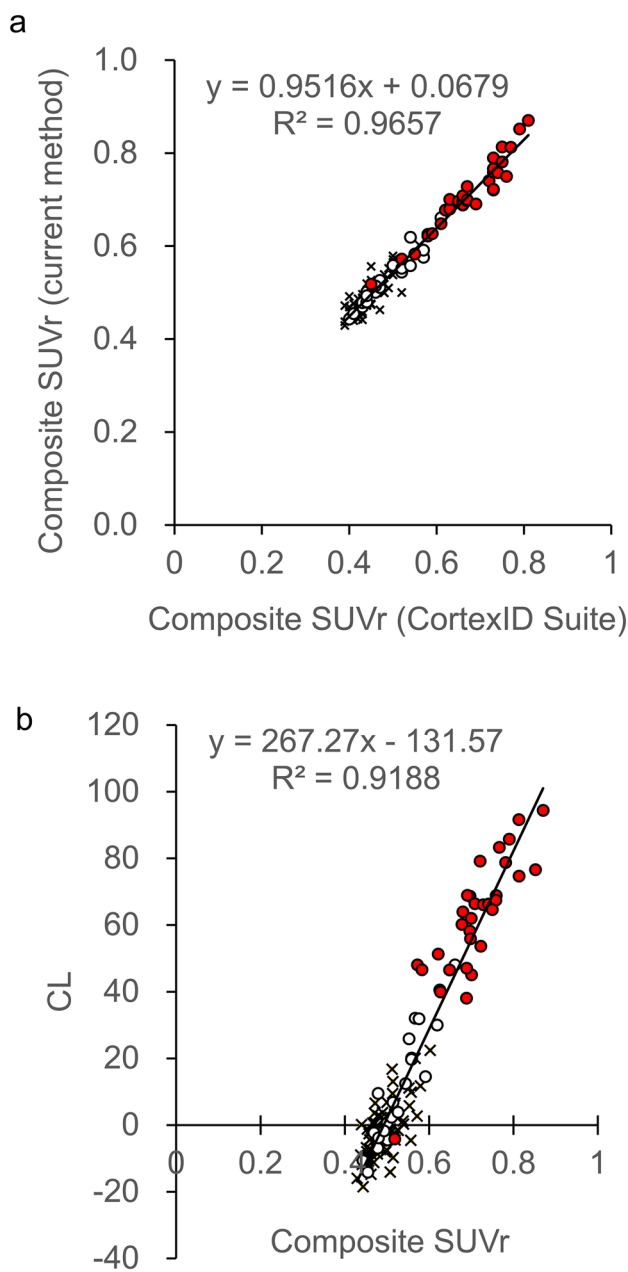 a
1.0
y = 0.9516x + 0.0679
R² = 0.9657
0.8
0.6
0.4
0.2
0.0
Composite SUVr (current method)
0 0.2 0.4 0.6 0.8 1
Composite SUVr (CortexID Suite)
b
120
y = 267.27x - 131.57
R² = 0.9188
100
80
60
40
20
0
-20
-40
CL
0 0.2 0.4 0.6 0.8 1
Composite SUVr